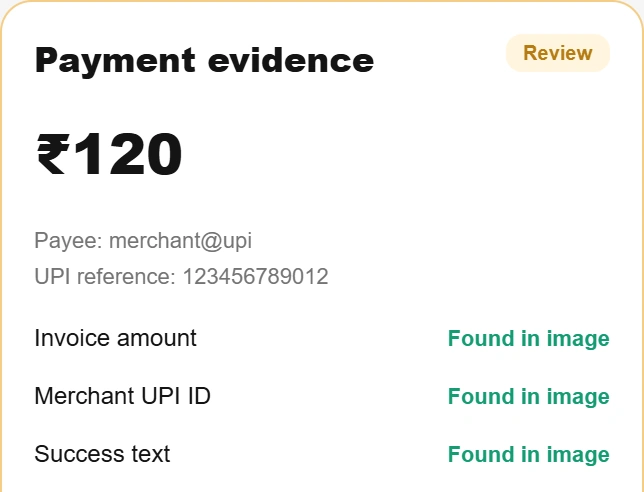 Payment evidence
Review
₹120
Payee: merchant@upi
UPI reference: 123456789012
Invoice amount Found in image
Merchant UPI ID Found in image
Success text Found in image